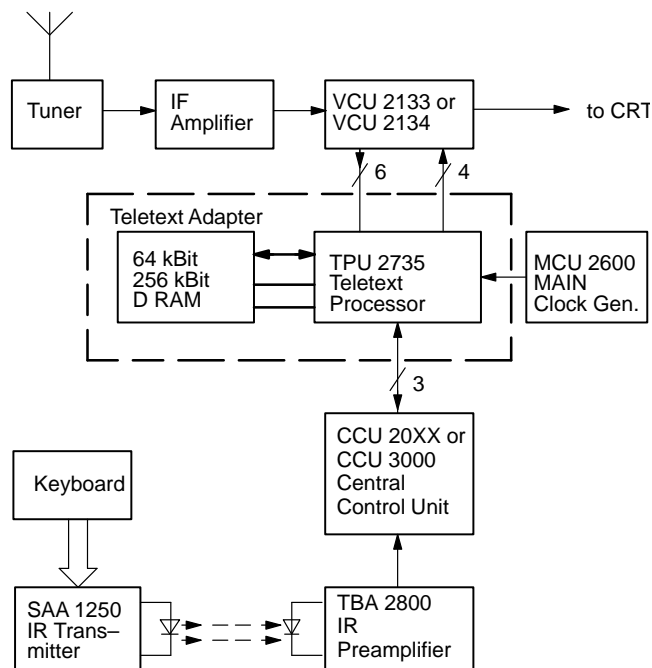 Tuner
IF
Amplifier
VCU 2133 or
VCU 2134
to CRT
6
4
Teletext Adapter
64 kBit
256 kBit
D RAM
TPU 2735
Teletext
Processor
MCU 2600
MAIN
Clock Gen.
3
CCU 20XX or
CCU 3000
Central
Control Unit
Keyboard
SAA 1250
IR Trans–
mitter
TBA 2800
IR
Preamplifier